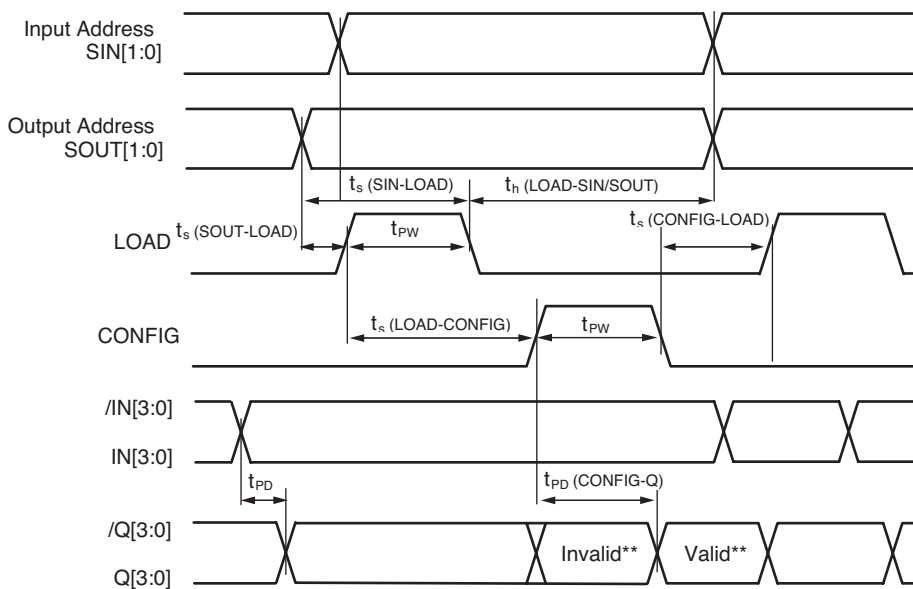 Input Address
SIN[1:0]
Output Address
SOUT[1:0]
ts (SIN-LOAD)
th (LOAD-SIN/SOUT)
LOAD
ts (SOUT-LOAD)
tPW
ts (CONFIG-LOAD)
CONFIG
ts (LOAD-CONFIG)
tPW
/IN[3:0]
IN[3:0]
tPD
tPD (CONFIG-Q)
/Q[3:0]
Q[3:0]
Invalid**
Valid**